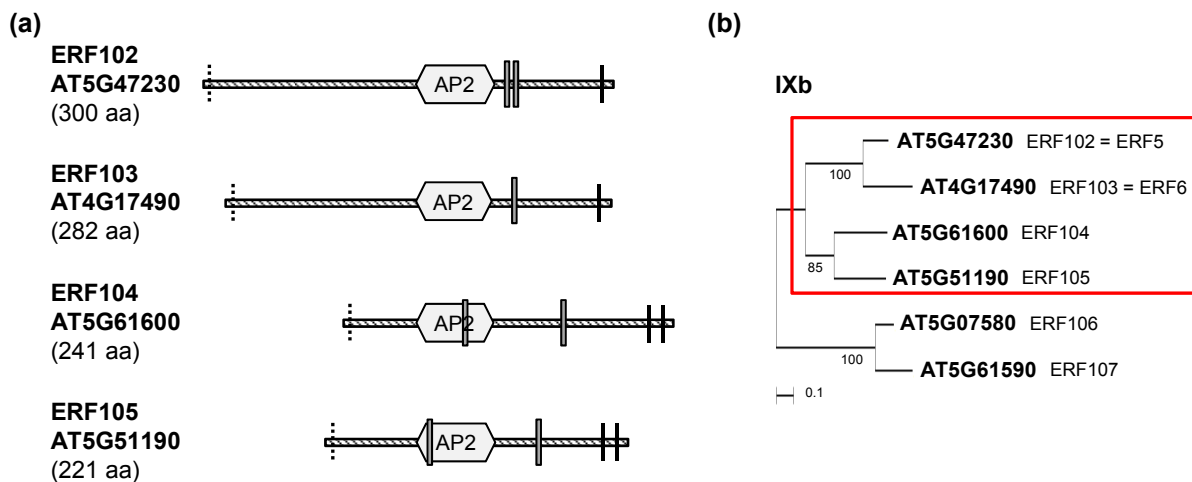 (a)
ERF102
AT5G47230
(300 aa)
AP2
ERF103
AT4G17490
(282 aa)
AP2
ERF104
AT5G61600
(241 aa)
AP2
ERF105
AT5G51190
(221 aa)
AP2
(b)
IXb
AT5G47230 ERF102 = ERF5
100
AT4G17490 ERF103 = ERF6
AT5G61600 ERF104
85
AT5G51190 ERF105
AT5G07580 ERF106
100
AT5G61590 ERF107
0.1